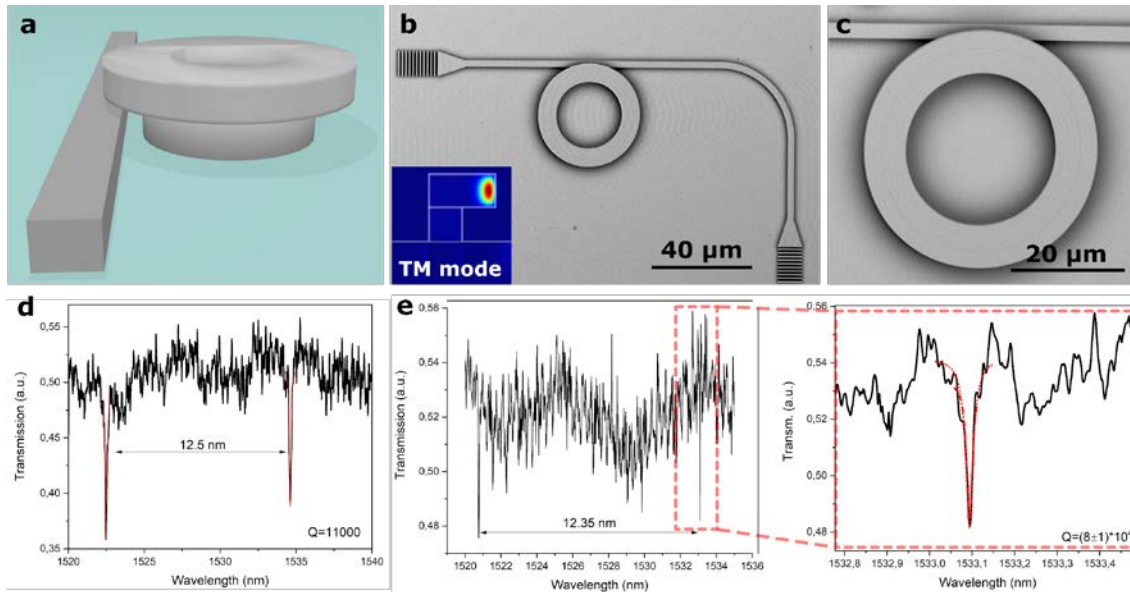 a
b
c
TM mode
40 µm
20 µm
d
Transmission (a.u.)
0,55
0,50
0,45
0,40
0,35
12.5 nm
Q=11000
1520 1525 1530 1535 1540
Wavelength (nm)
e
Transmission (a.u.)
0,56
0,54
0,52
0,50
0,48
12.35 nm
1520 1522 1524 1526 1528 1530 1532 1534 1536
Wavelength (nm)
Transm. (a.u.)
0,56
0,54
0,52
0,50
0,48
1532,8 1532,9 1533,0 1533,1 1533,2 1533,3 1533,4
Wavelength (nm)